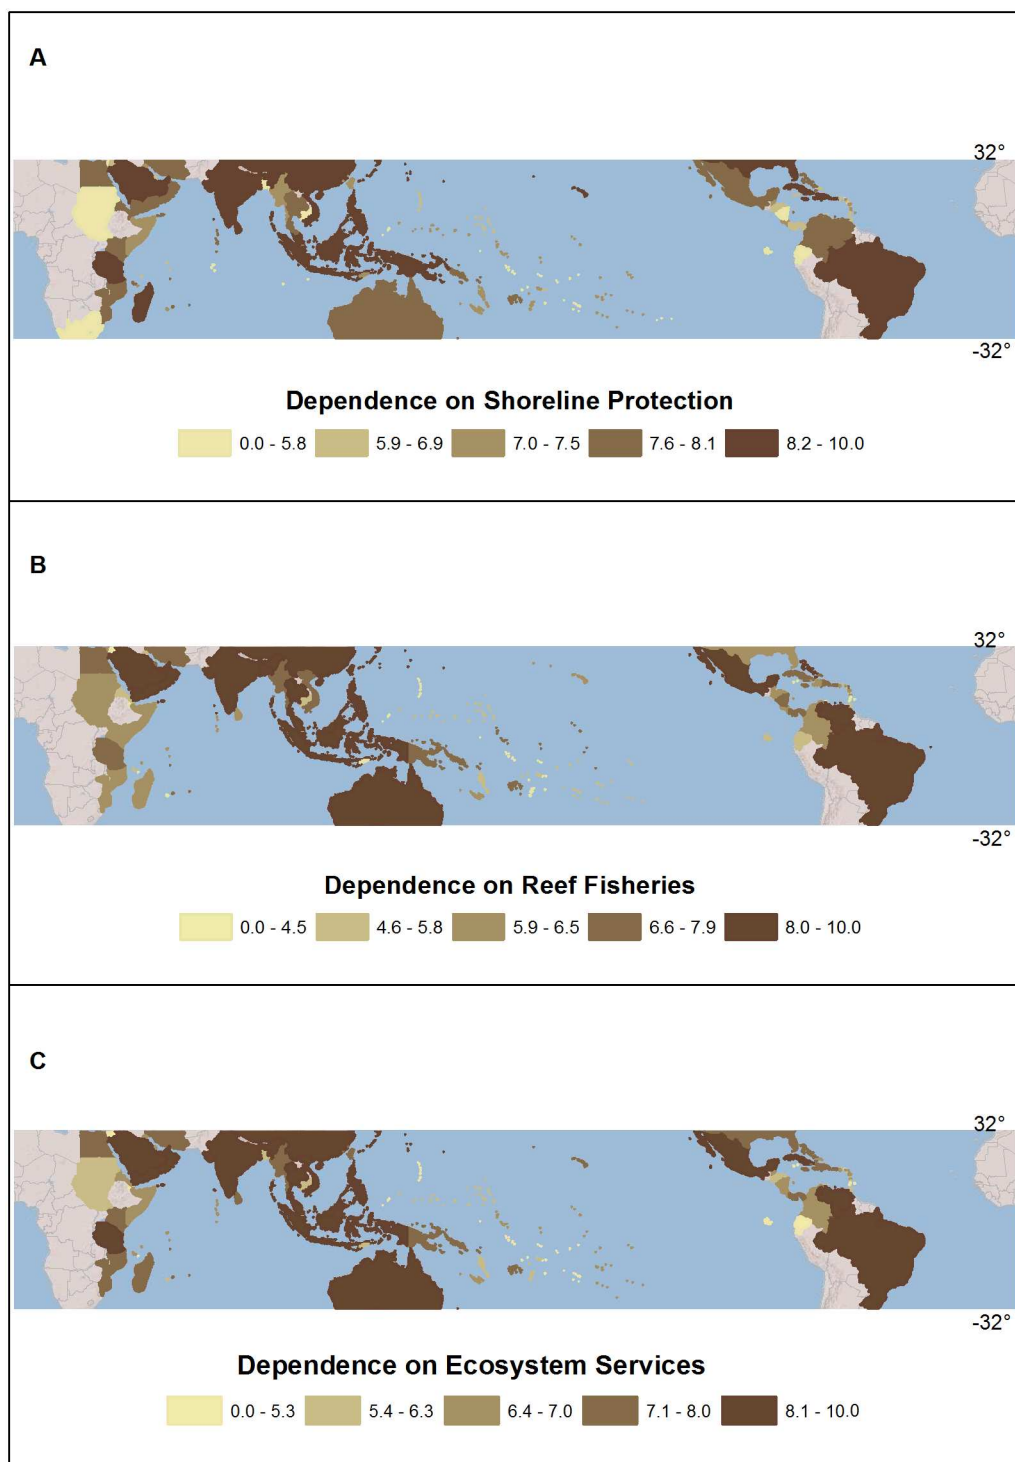 A
32°
-32°
Dependence on Shoreline Protection
0.0 - 5.8 5.9 - 6.9 7.0 - 7.5 7.6 - 8.1 8.2 - 10.0
B
32°
-32°
Dependence on Reef Fisheries
0.0 - 4.5 4.6 - 5.8 5.9 - 6.5 6.6 - 7.9 8.0 - 10.0
C
32°
-32°
Dependence on Ecosystem Services
0.0 - 5.3 5.4 - 6.3 6.4 - 7.0 7.1 - 8.0 8.1 - 10.0